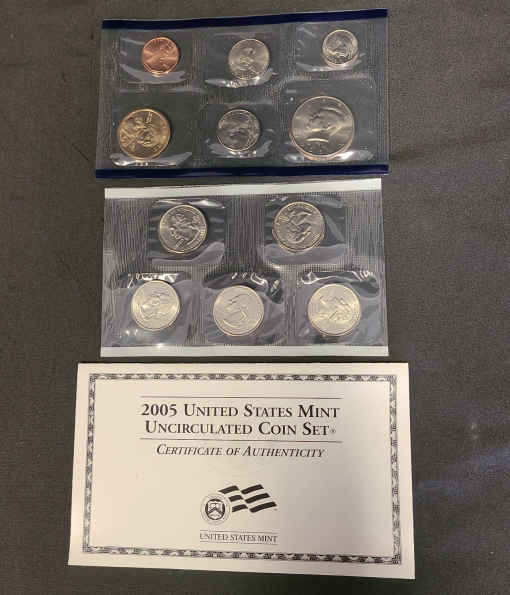 2005 UNITED STATES MINT
UNCIRCULATED COIN SET®
CERTIFICATE OF AUTHENTICITY
UNITED STATES MINT